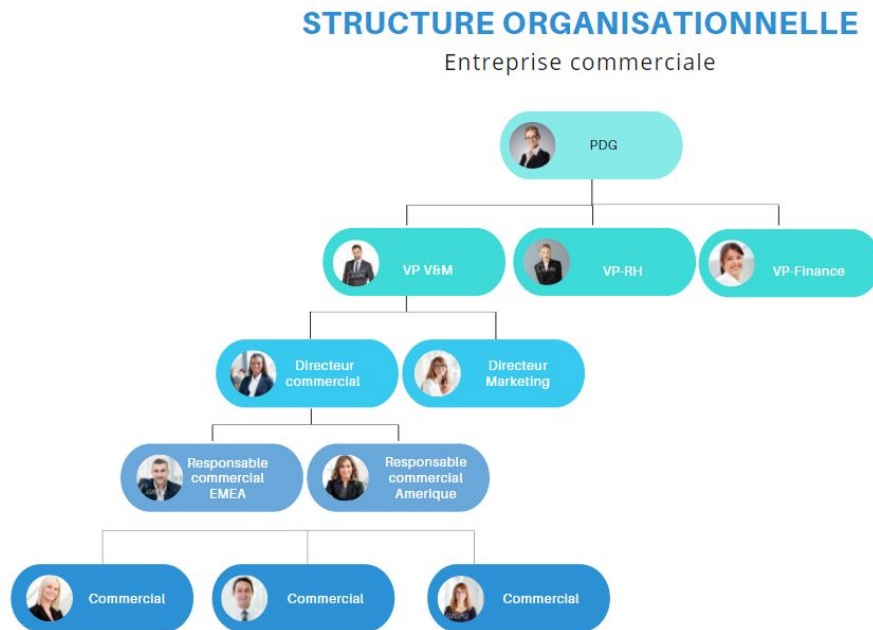 STRUCTURE ORGANISATIONNELLE
Entreprise commerciale
PDG
VP V&M
VP-RH
VP-Finance
Directeur
commercial
Directeur
Marketing
Responsable
commercial
EMEA
Responsable
commercial
Amerique
Commercial
Commercial
Commercial